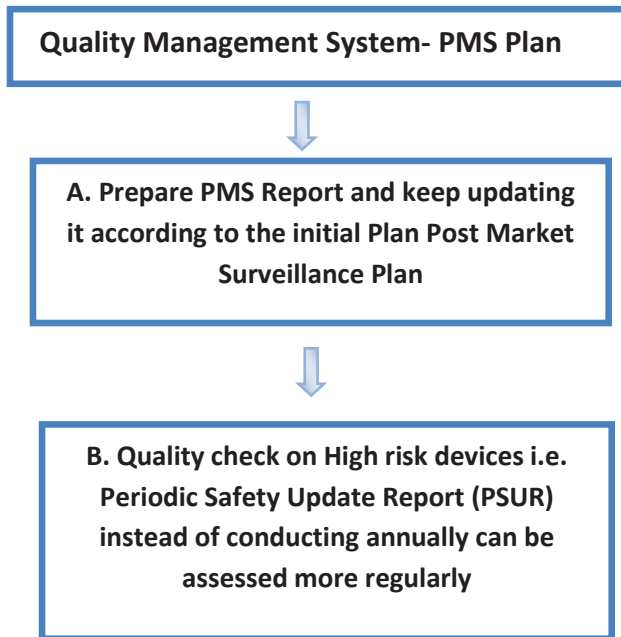 Quality Management System- PMS Plan
A. Prepare PMS Report and keep updating
it according to the initial Plan Post Market
Surveillance Plan
B. Quality check on High risk devices i.e.
Periodic Safety Update Report (PSUR)
instead of conducting annually can be
assessed more regularly